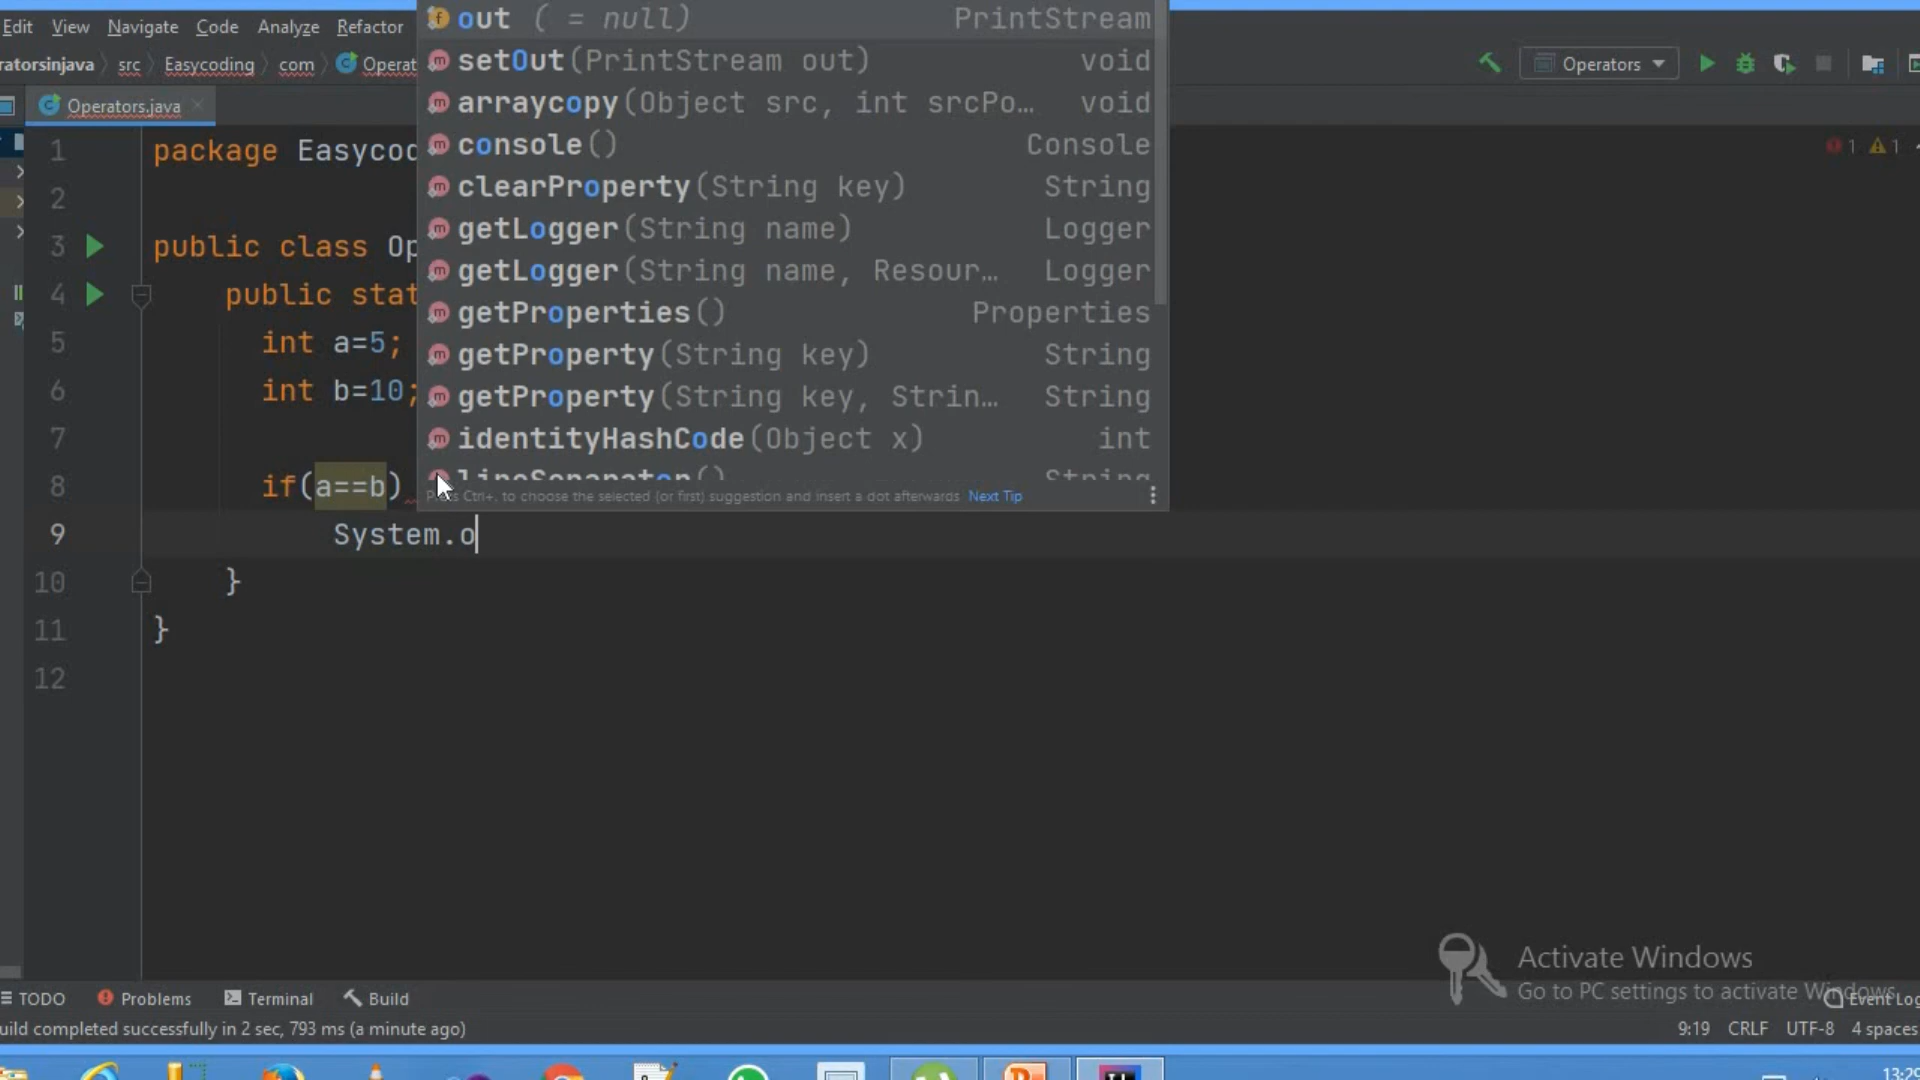 Edit View Navigate Code Analyze Refactor
ratorsinjava src Easycoding com Operat
Operators
Operators.java
out ( = null) PrintStream
setOut(PrintStream out) void
arraycopy(Object src, int srcPo… void
console() Console
clearProperty(String key) String
getLogger(String name) Logger
getLogger(String name, Resour… Logger
getProperties() Properties
getProperty(String key) String
getProperty(String key, Strin… String
identityHashCode(Object x) int
lineSeparator() String
Ctrl+. to choose the selected (or first) suggestion and insert a dot afterwards Next Tip
1 package Easycod
1 1
2
3 public class Op
4 public stat
5 int a=5;
6 int b=10;
7
8 if(a==b)
9 System.o
10 }
11 }
12
Activate Windows
Go to PC settings to activate Windows.
TODO Problems Terminal Build Event Log
uild completed successfully in 2 sec, 793 ms (a minute ago) 9:19 CRLF UTF-8 4 spaces
13:29